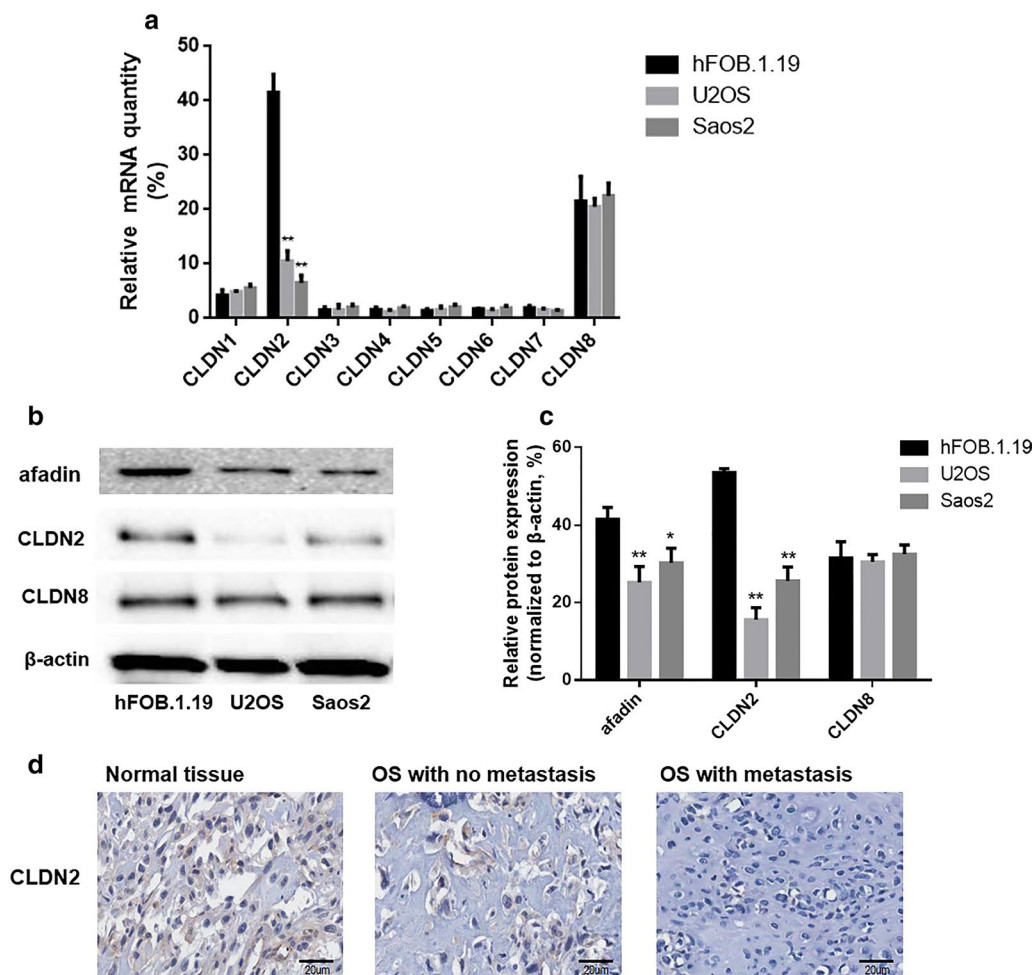 a
Relative mRNA quantity
(%)
50
40
30
20
10
0
hFOB.1.19
U2OS
Saos2
**
**
CLDN1
CLDN2
CLDN3
CLDN4
CLDN5
CLDN6
CLDN7
CLDN8
b
afadin
CLDN2
CLDN8
β-actin
hFOB.1.19 U2OS Saos2
c
Relative protein expression
(normalized to β-actin, %)
60
40
20
0
hFOB.1.19
U2OS
Saos2
**
*
**
**
afadin
CLDN2
CLDN8
d
Normal tissue
OS with no metastasis
OS with metastasis
CLDN2
20um
20um
20um